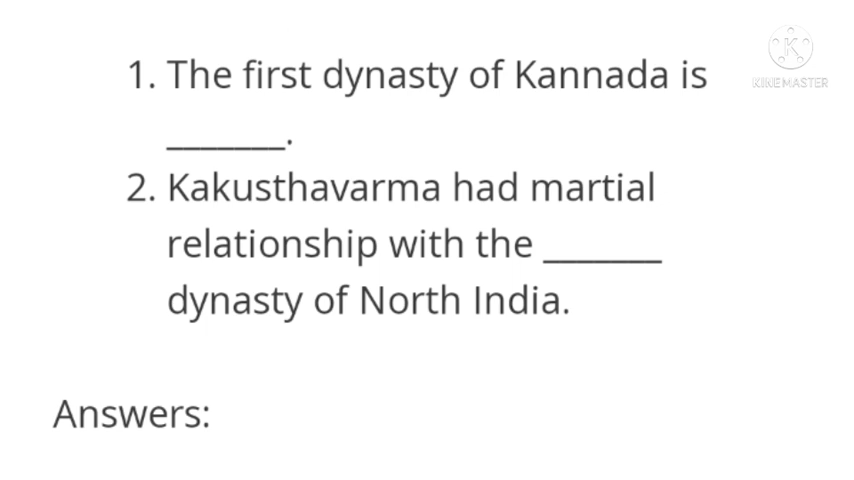 1. The first dynasty of Kannada is
_______.
2. Kakusthavarma had martial
relationship with the _______
dynasty of North India.
Answers:
K
KINEMASTER